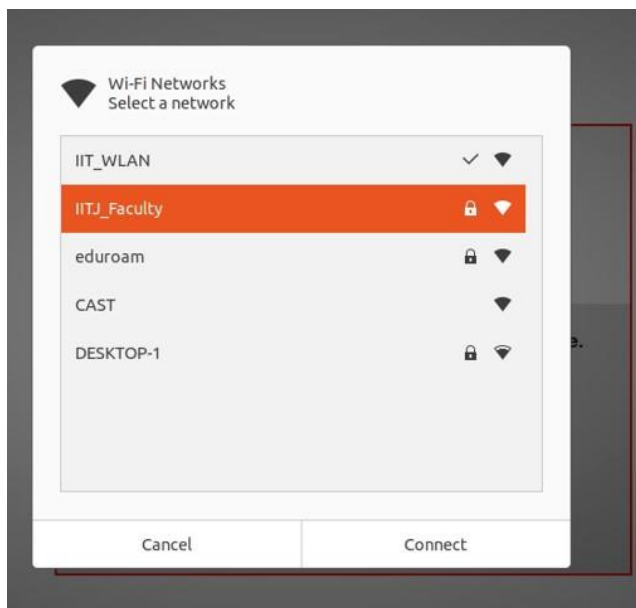 Wi-Fi Networks
Select a network
IIT_WLAN
IITJ_Faculty
eduroam
CAST
DESKTOP-1
Cancel
Connect